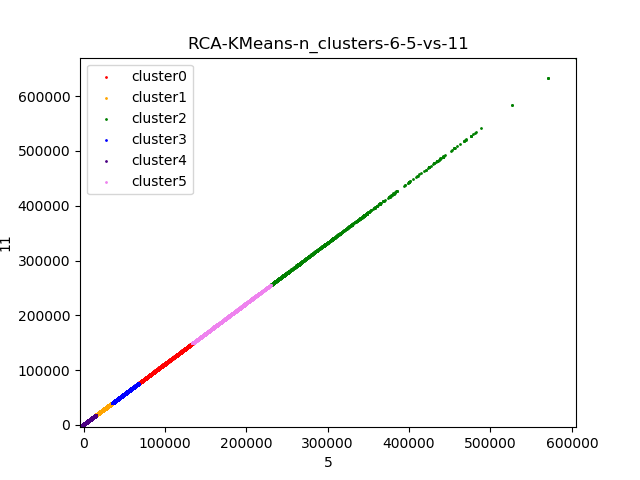 RCA-KMeans-n_clusters-6-5-vs-11
cluster0
cluster1
cluster2
cluster3
cluster4
cluster5
600000
500000
400000
300000
200000
100000
0
11
0 100000 200000 300000 400000 500000 600000
5